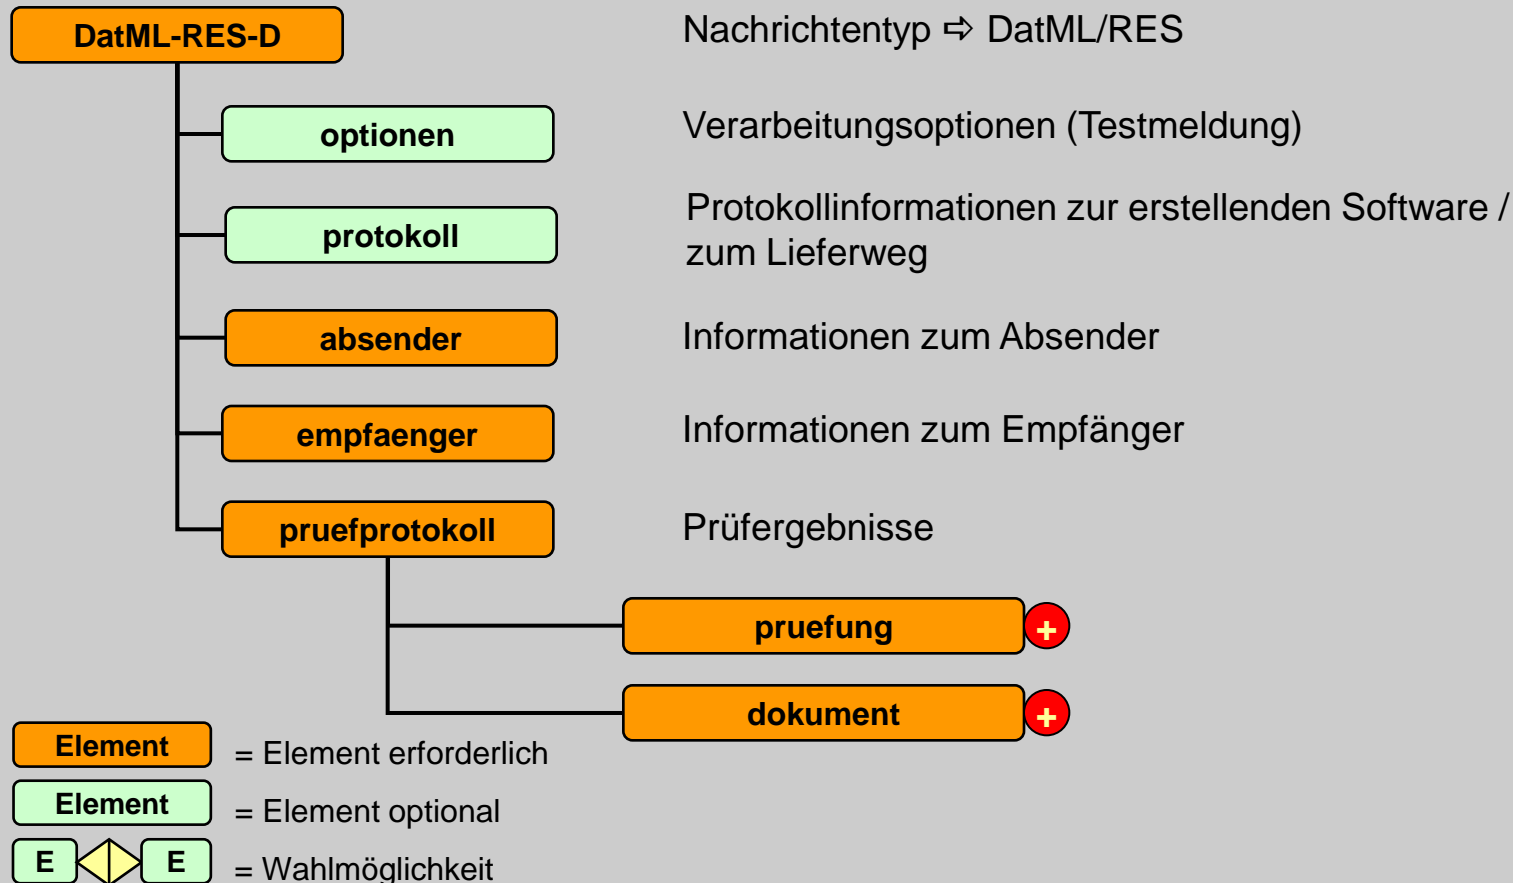 DatML-RES-D
Nachrichtentyp ⇨ DatML/RES
optionen
Verarbeitungsoptionen (Testmeldung)
protokoll
Protokollinformationen zur erstellenden Software /
zum Lieferweg
absender
Informationen zum Absender
empfaenger
Informationen zum Empfänger
pruefprotokoll
Prüfergebnisse
pruefung +
dokument +
Element = Element erforderlich
Element = Element optional
E E = Wahlmöglichkeit